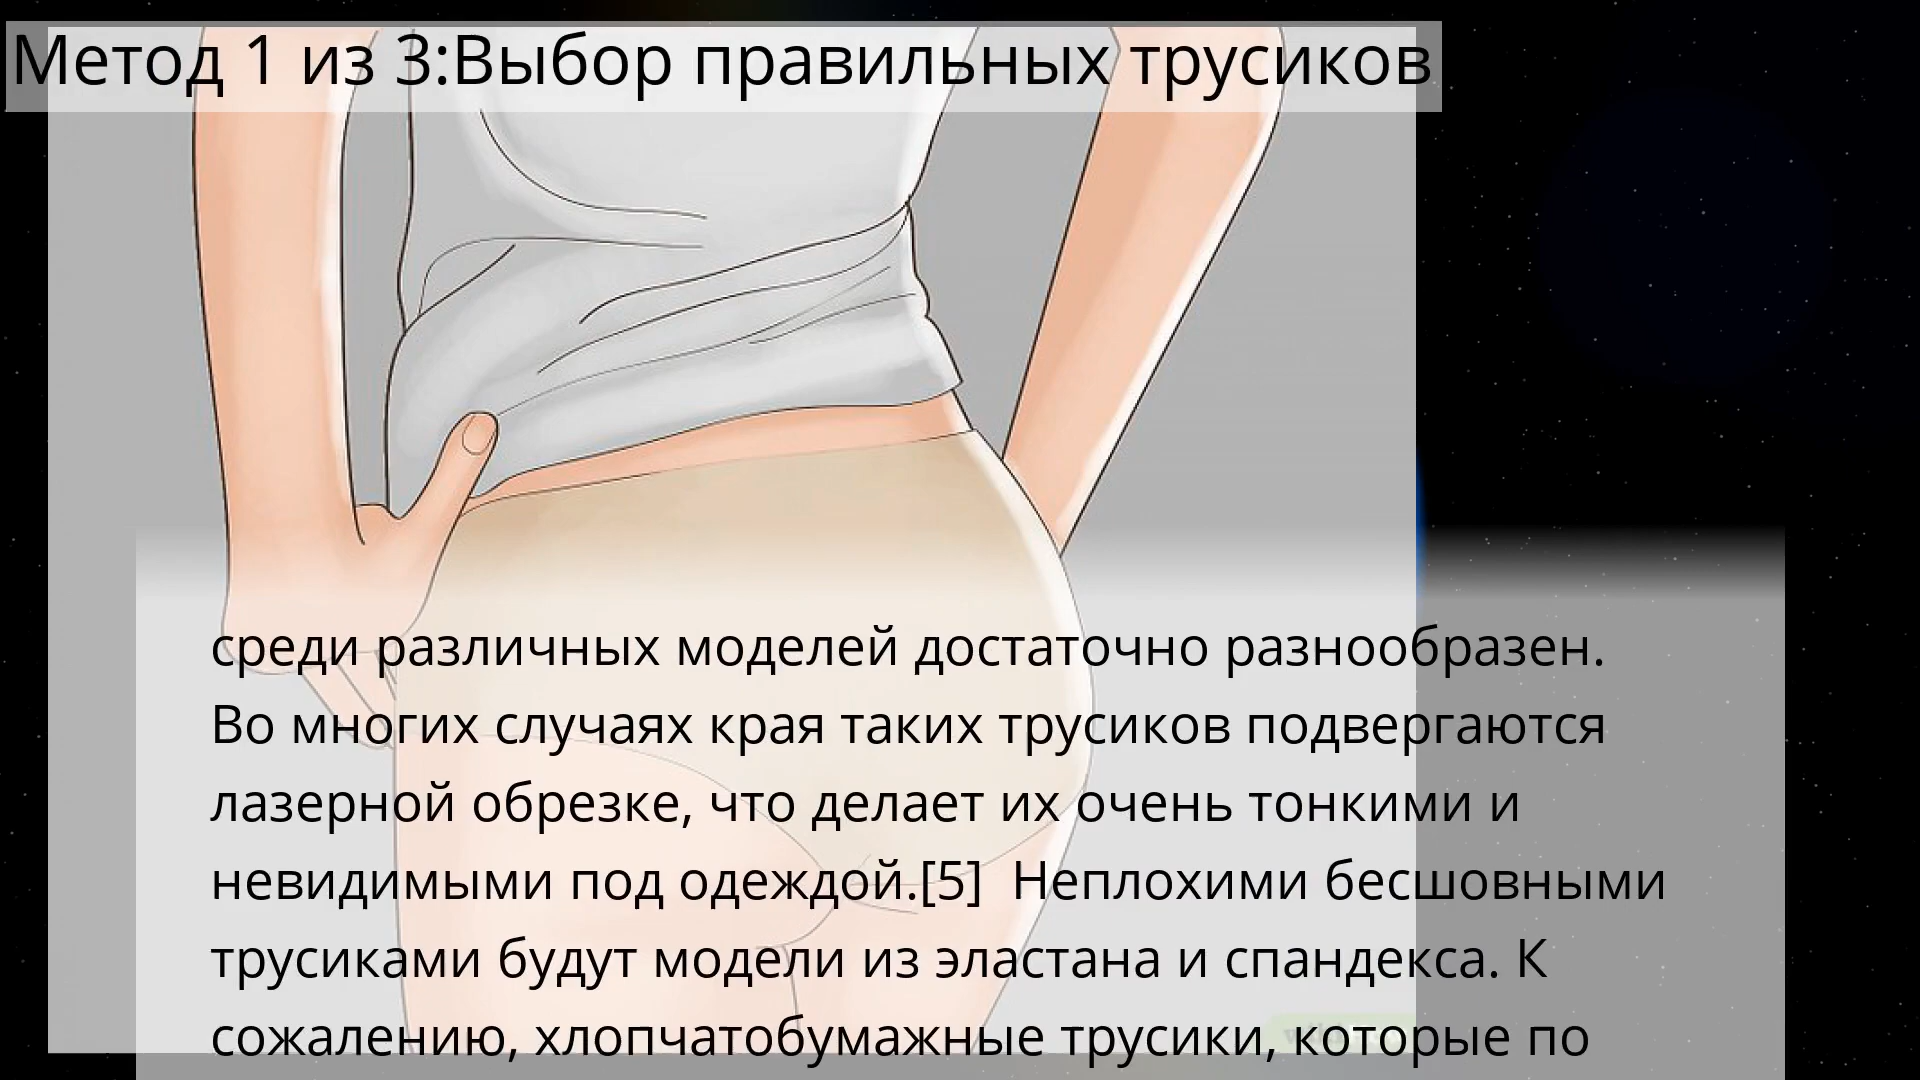 Метод 1 из 3:Выбор правильных трусиков
среди различных моделей достаточно разнообразен.
Во многих случаях края таких трусиков подвергаются
лазерной обрезке, что делает их очень тонкими и
невидимыми под одеждой.[5]  Неплохими бесшовными
трусиками будут модели из эластана и спандекса. К
сожалению, хлопчатобумажные трусики, которые по